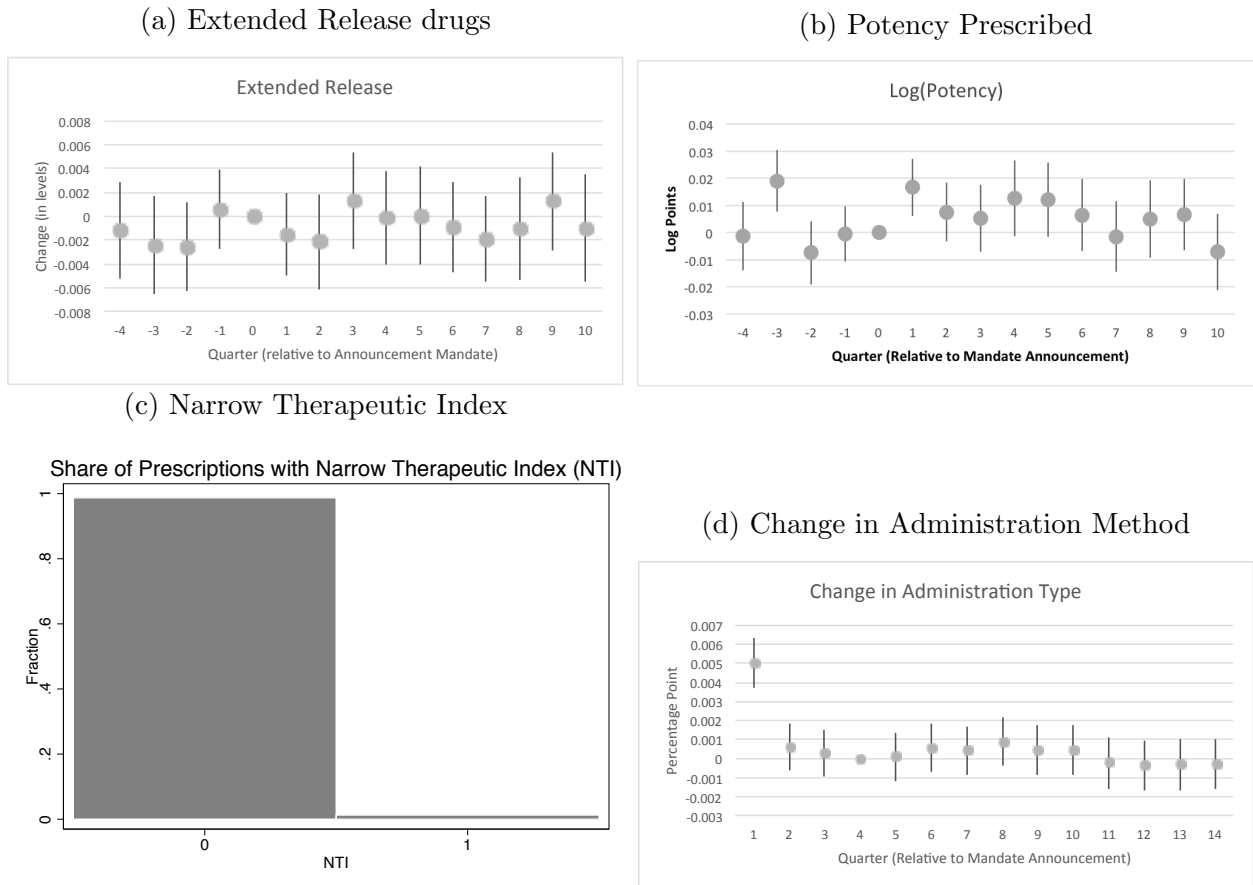 (a) Extended Release drugs
Extended Release
0.008
0.006
0.004
0.002
0
-0.002
-0.004
-0.006
-0.008
Change (in levels)
-4 -3 -2 -1 0 1 2 3 4 5 6 7 8 9 10
Quarter (relative to Announcement Mandate)
(b) Potency Prescribed
Log(Potency)
0.04
0.03
0.02
0.01
0
-0.01
-0.02
-0.03
Log Points
-4 -3 -2 -1 0 1 2 3 4 5 6 7 8 9 10
Quarter (Relative to Mandate Announcement)
(c) Narrow Therapeutic Index
Share of Prescriptions with Narrow Therapeutic Index (NTI)
1
.8
.6
.4
.2
0
Fraction
0 1
NTI
(d) Change in Administration Method
Change in Administration Type
0.007
0.006
0.005
0.004
0.003
0.002
0.001
0
-0.001
-0.002
-0.003
Percentage Point
1 2 3 4 5 6 7 8 9 10 11 12 13 14
Quarter (Relative to Mandate Announcement)